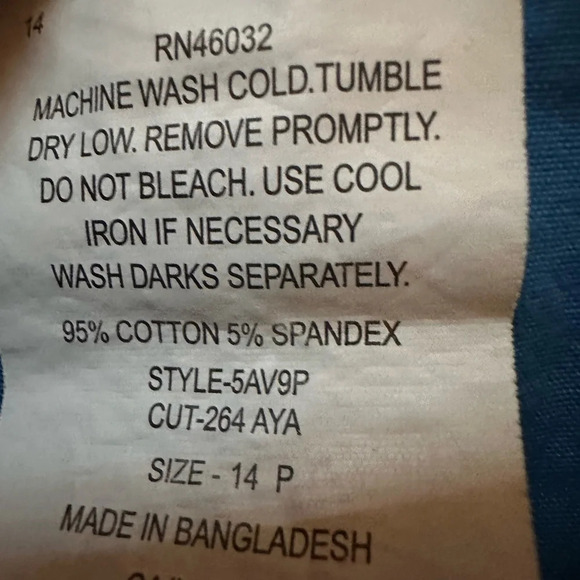 14
RN46032
MACHINE WASH COLD.TUMBLE
DRY LOW. REMOVE PROMPTLY.
DO NOT BLEACH. USE COOL
IRON IF NECESSARY
WASH DARKS SEPARATELY.
95% COTTON 5% SPANDEX
STYLE-5AV9P
CUT-264 AYA
SIZE - 14 P
MADE IN BANGLADESH